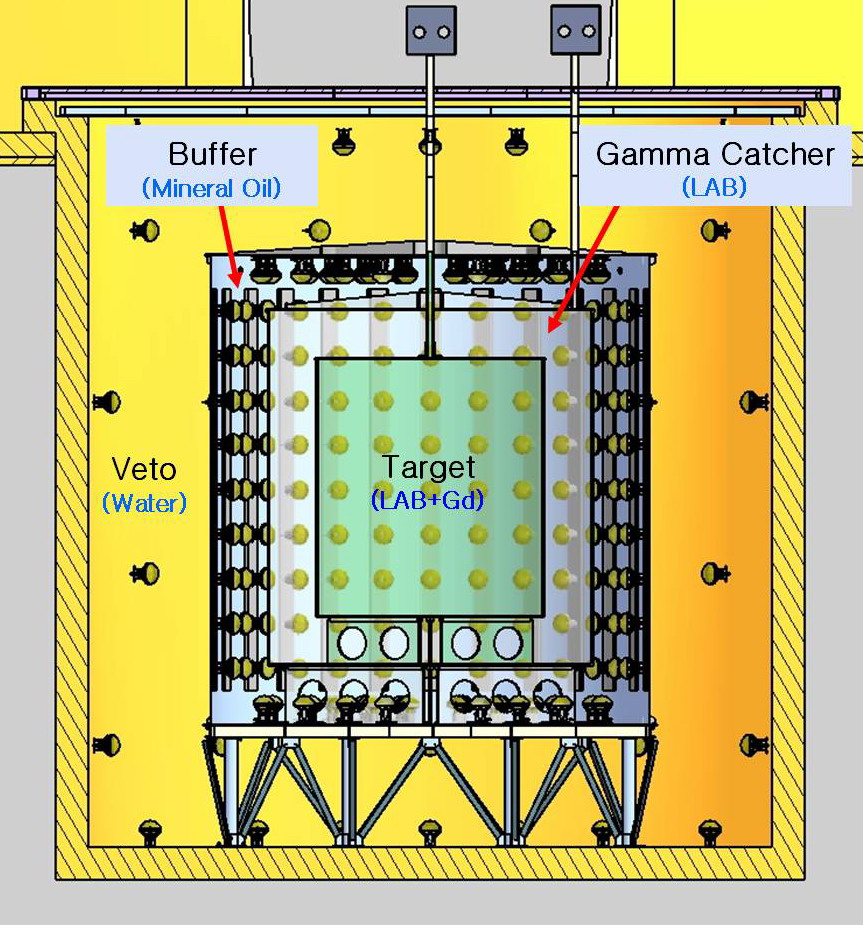 Buffer
(Mineral Oil)
Gamma Catcher
(LAB)
Veto
(Water)
Target
(LAB+Gd)